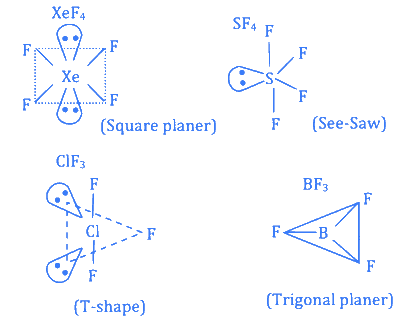 XeF₄
F F
Xe
F F
(Square planer)
SF₄
F
F
S
F
F
(See-Saw)
ClF₃
F
Cl F
F
(T-shape)
BF₃
F
F B
F
(Trigonal planer)